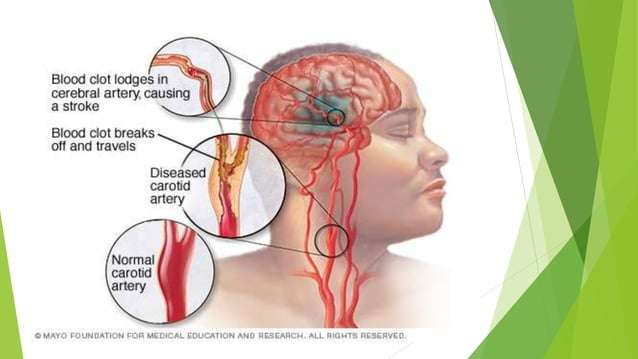 Blood clot lodges in
cerebral artery, causing
a stroke
Blood clot breaks
off and travels
Diseased
carotid
artery
Normal
carotid
artery
© MAYO FOUNDATION FOR MEDICAL EDUCATION AND RESEARCH. ALL RIGHTS RESERVED.